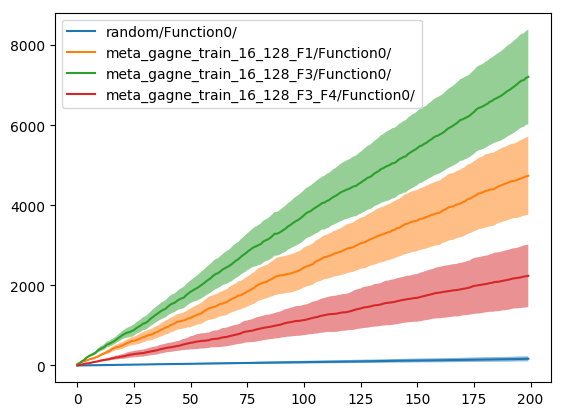 random/Function0/
meta_gagne_train_16_128_F1/Function0/
meta_gagne_train_16_128_F3/Function0/
meta_gagne_train_16_128_F3_F4/Function0/
8000
6000
4000
2000
0
0 25 50 75 100 125 150 175 200